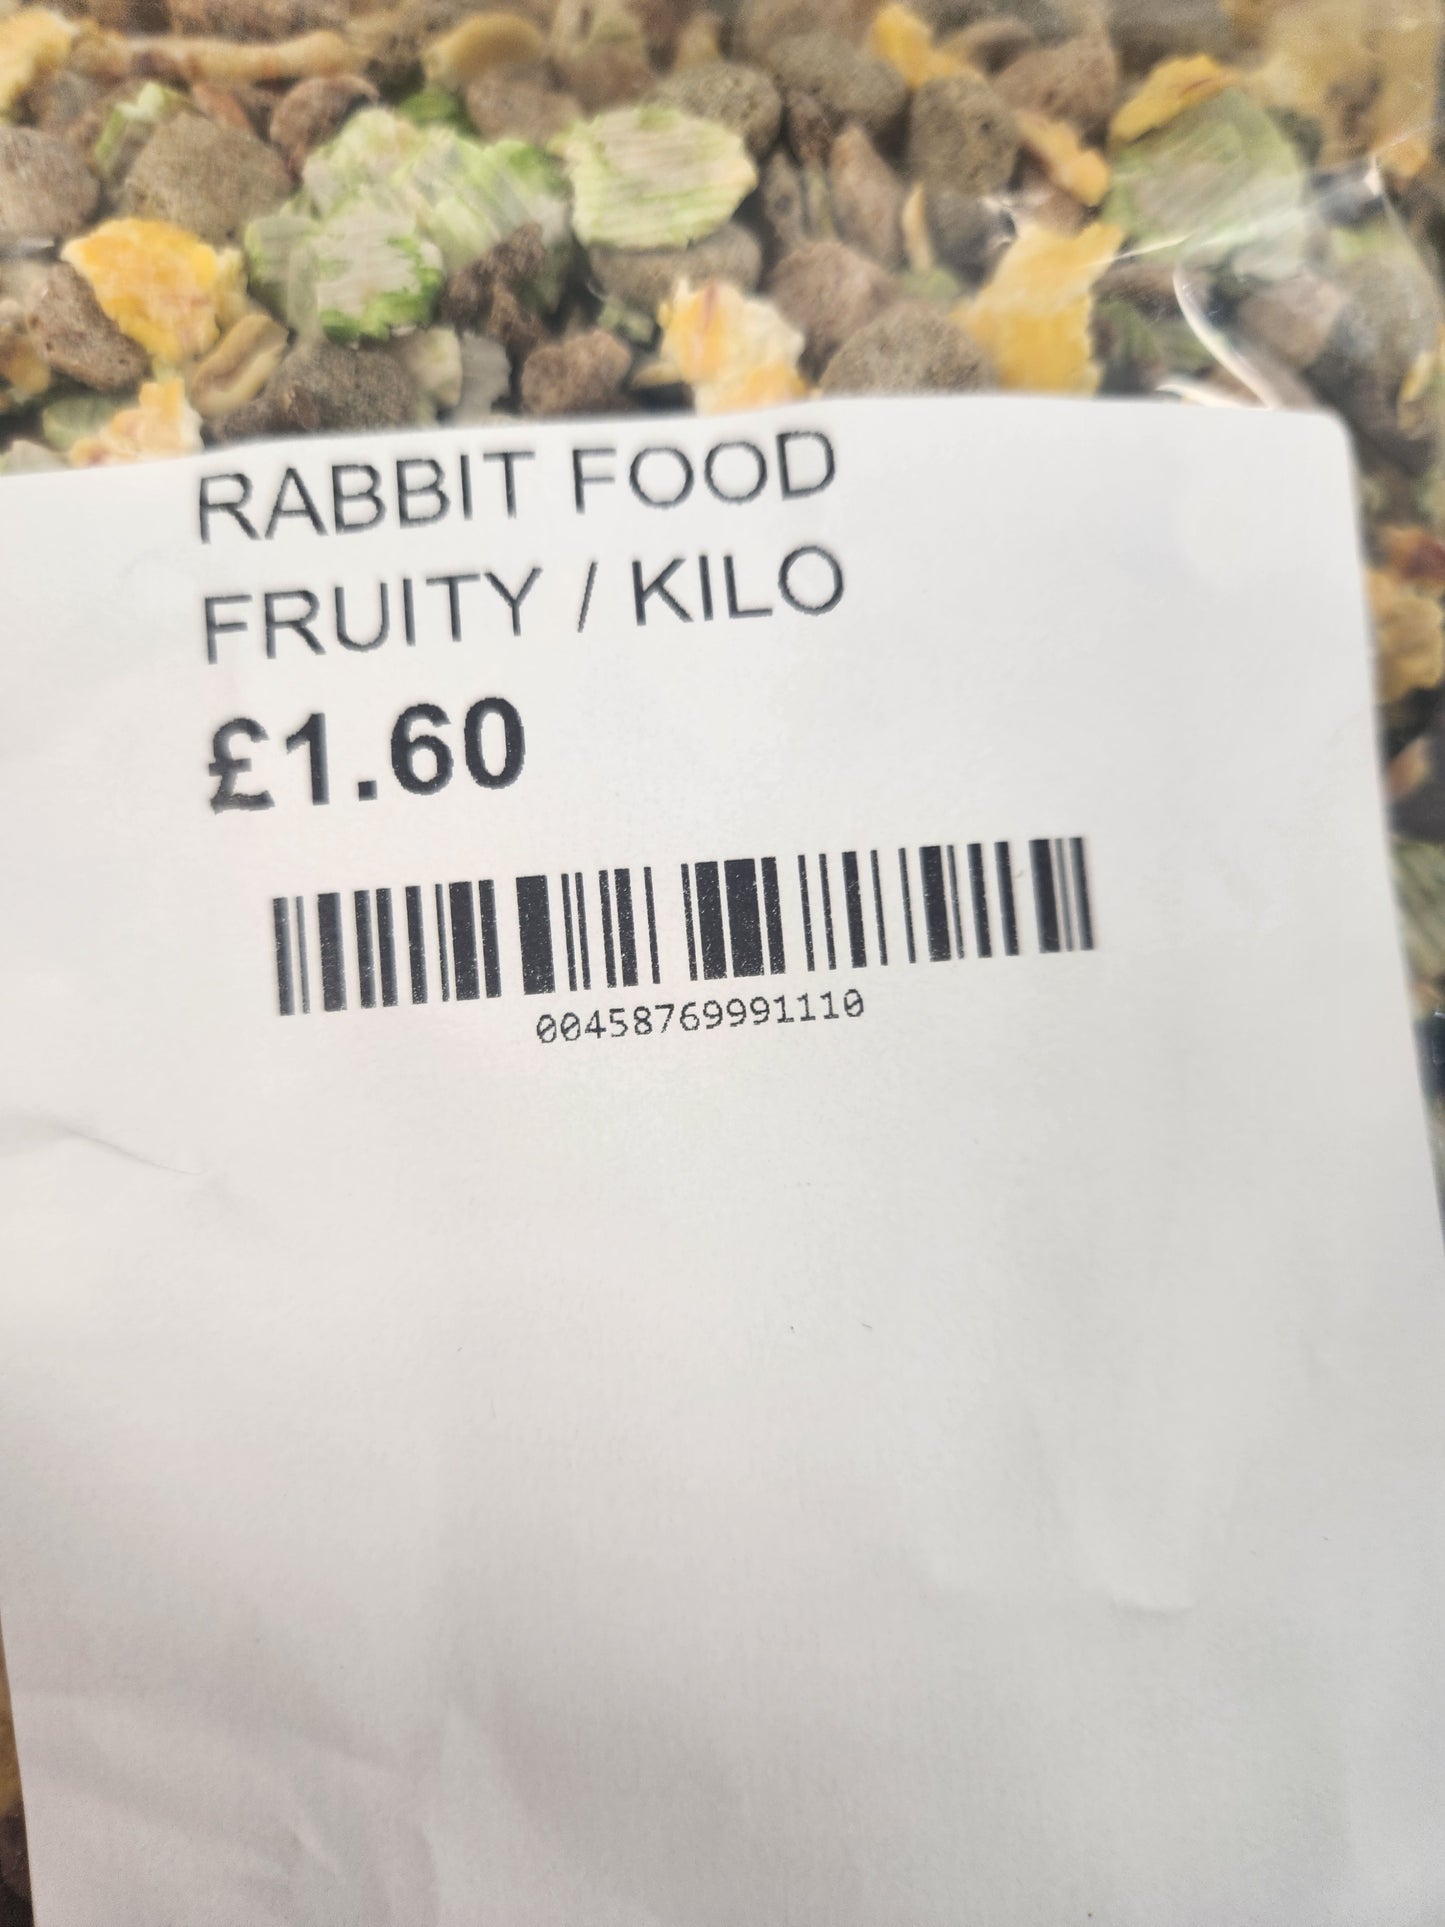 RABBIT FOOD
FRUITY / KILO
£1.60
00458769991110